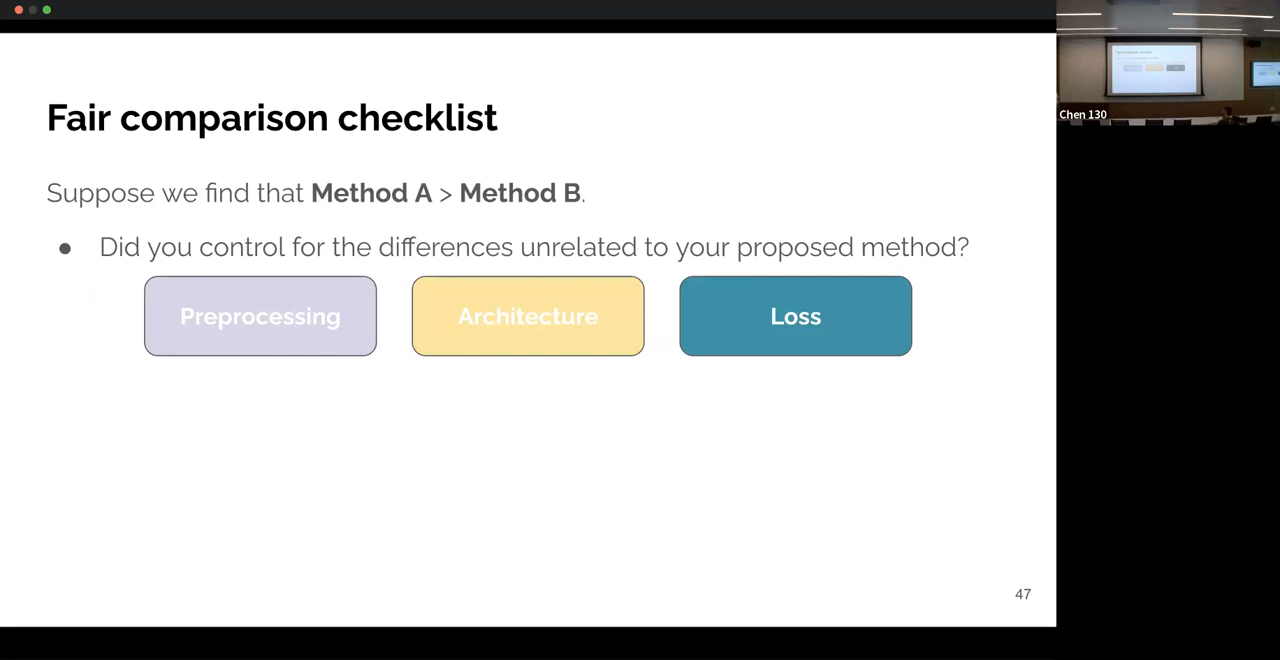 Fair comparison checklist
Suppose we find that Method A > Method B.
● Did you control for the differences unrelated to your proposed method?
Preprocessing
Architecture
Loss
47
Chen 130